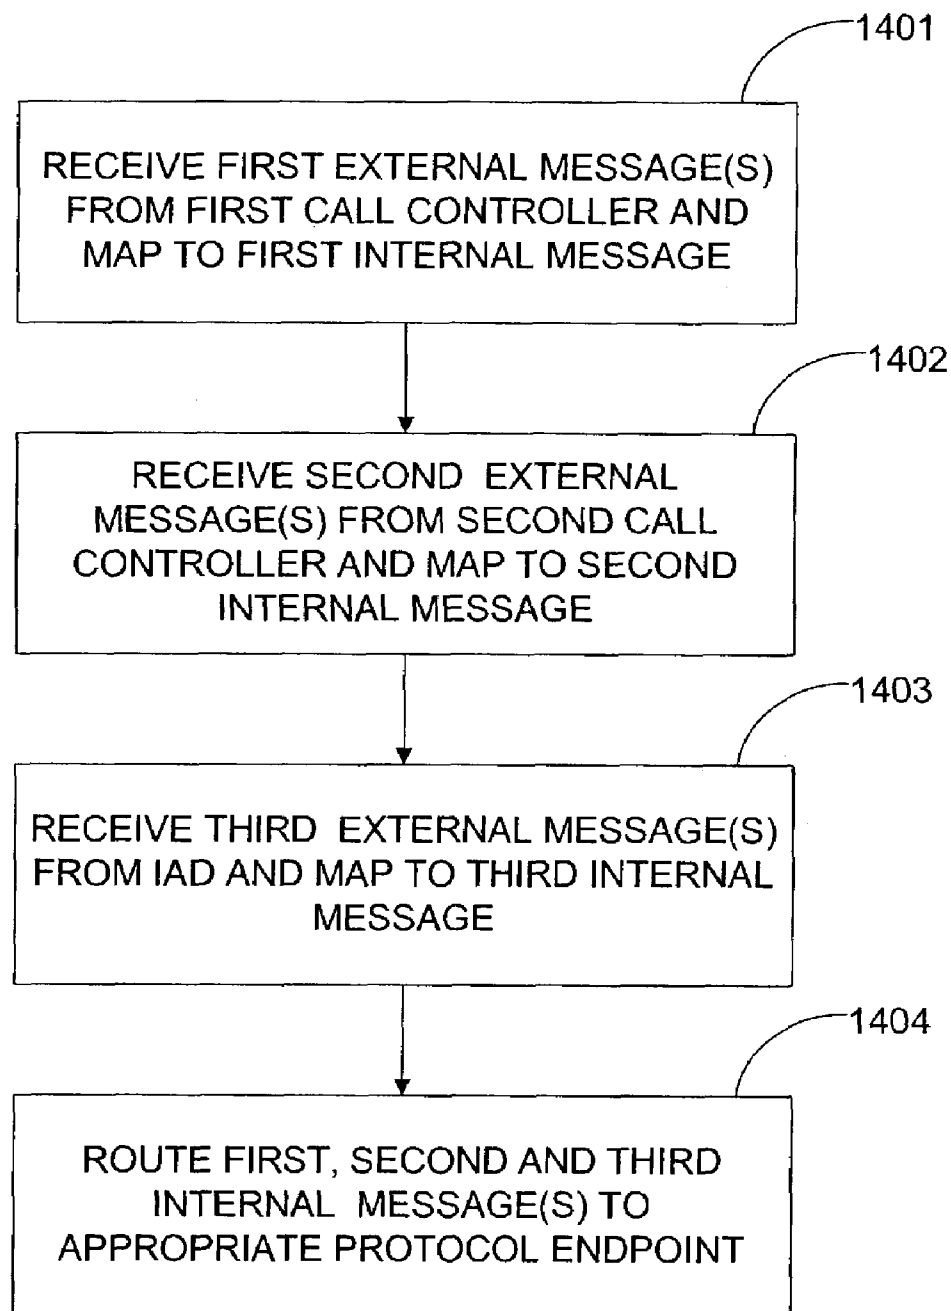 1401
RECEIVE FIRST EXTERNAL MESSAGE(S)
FROM FIRST CALL CONTROLLER AND
MAP TO FIRST INTERNAL MESSAGE
1402
RECEIVE SECOND EXTERNAL
MESSAGE(S) FROM SECOND CALL
CONTROLLER AND MAP TO SECOND
INTERNAL MESSAGE
1403
RECEIVE THIRD EXTERNAL MESSAGE(S)
FROM IAD AND MAP TO THIRD INTERNAL
MESSAGE
1404
ROUTE FIRST, SECOND AND THIRD
INTERNAL MESSAGE(S) TO
APPROPRIATE PROTOCOL ENDPOINT